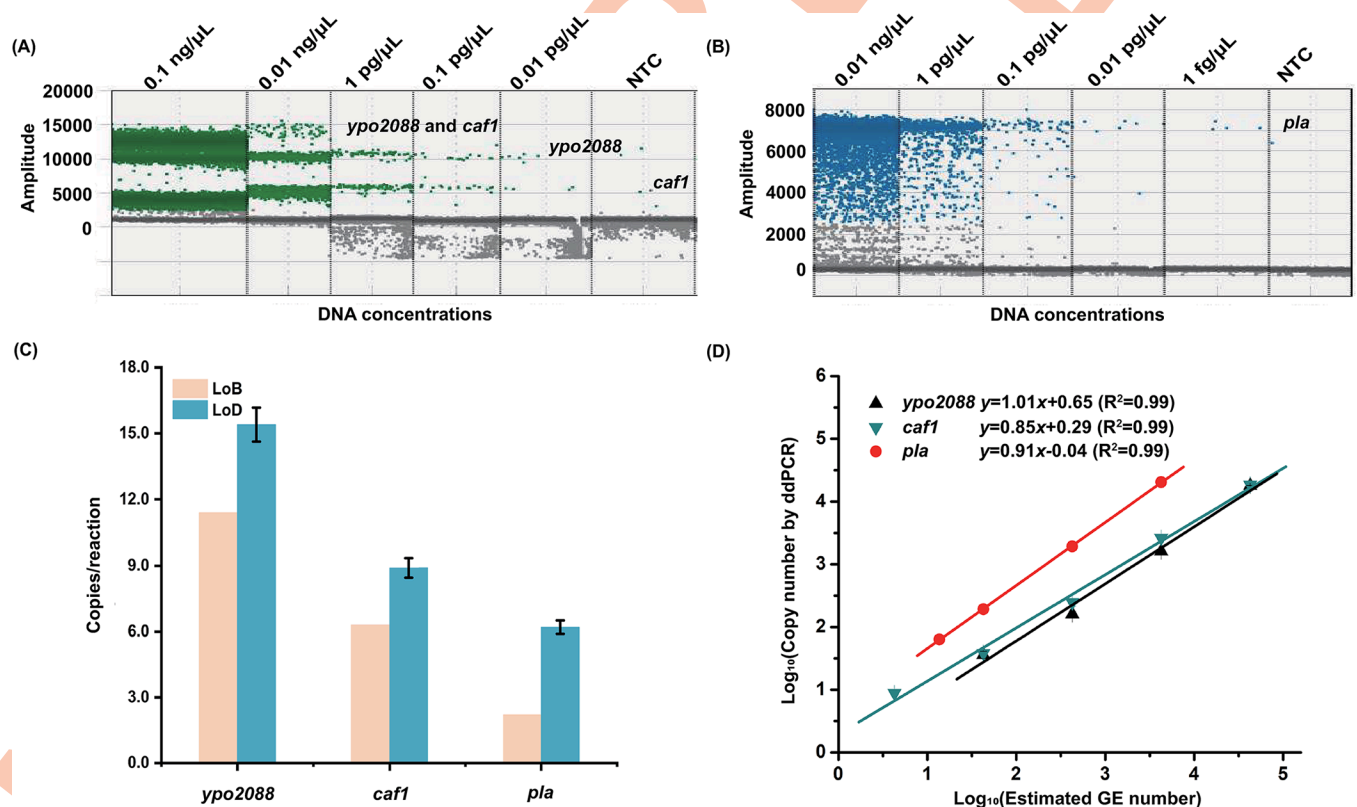 (A)
0.1 ng/µL
0.01 ng/µL
1 pg/µL
0.1 pg/µL
0.01 pg/µL
NTC
20000
15000
10000
5000
0
Amplitude
ypo2088 and caf1
ypo2088
caf1
DNA concentrations
(B)
0.01 ng/µL
1 pg/µL
0.1 pg/µL
0.01 pg/µL
1 fg/µL
NTC
8000
6000
4000
2000
0
Amplitude
pla
DNA concentrations
(C)
18.0
15.0
12.0
9.0
6.0
3.0
0.0
Copies/reaction
LoB
LoD
ypo2088
caf1
pla
(D)
6
5
4
3
2
1
0
Log₁₀(Copy number by ddPCR)
ypo2088 y=1.01x+0.65 (R²=0.99)
caf1 y=0.85x+0.29 (R²=0.99)
pla y=0.91x-0.04 (R²=0.99)
0 1 2 3 4 5
Log₁₀(Estimated GE number)